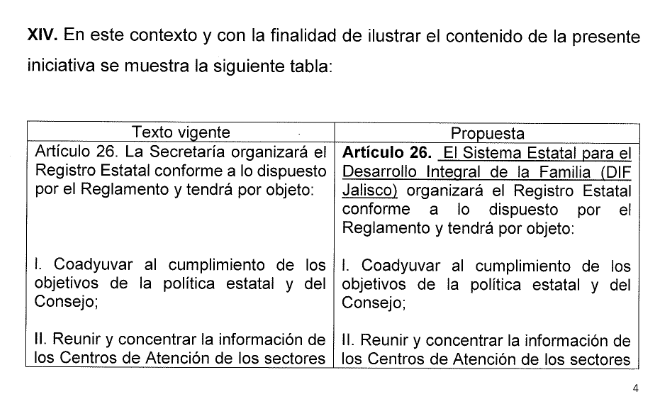 XIV. En este contexto y con la finalidad de ilustrar el contenido de la presente
iniciativa se muestra la siguiente tabla:
Texto vigente
Artículo 26. La Secretaría organizará el
Registro Estatal conforme a lo dispuesto
por el Reglamento y tendrá por objeto:
I. Coadyuvar al cumplimiento de los
objetivos de la política estatal y del
Consejo;
II. Reunir y concentrar la información de
los Centros de Atención de los sectores
Propuesta
Artículo 26. El Sistema Estatal para el
Desarrollo Integral de la Familia (DIF
Jalisco) organizará el Registro Estatal
conforme a lo dispuesto por el
Reglamento y tendrá por objeto:
I. Coadyuvar al cumplimiento de los
objetivos de la política estatal y del
Consejo;
II. Reunir y concentrar la información de
los Centros de Atención de los sectores
4